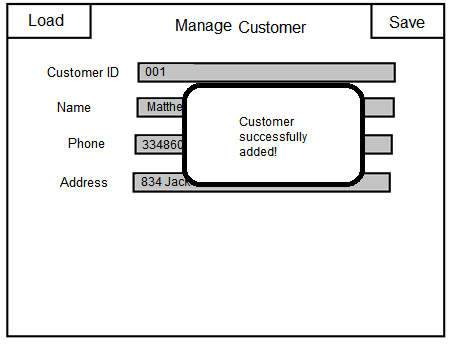 Load
Manage Customer
Save
Customer ID
001
Name
Matthe
Phone
334860
Address
834 Jack
Customer
successfully
added!